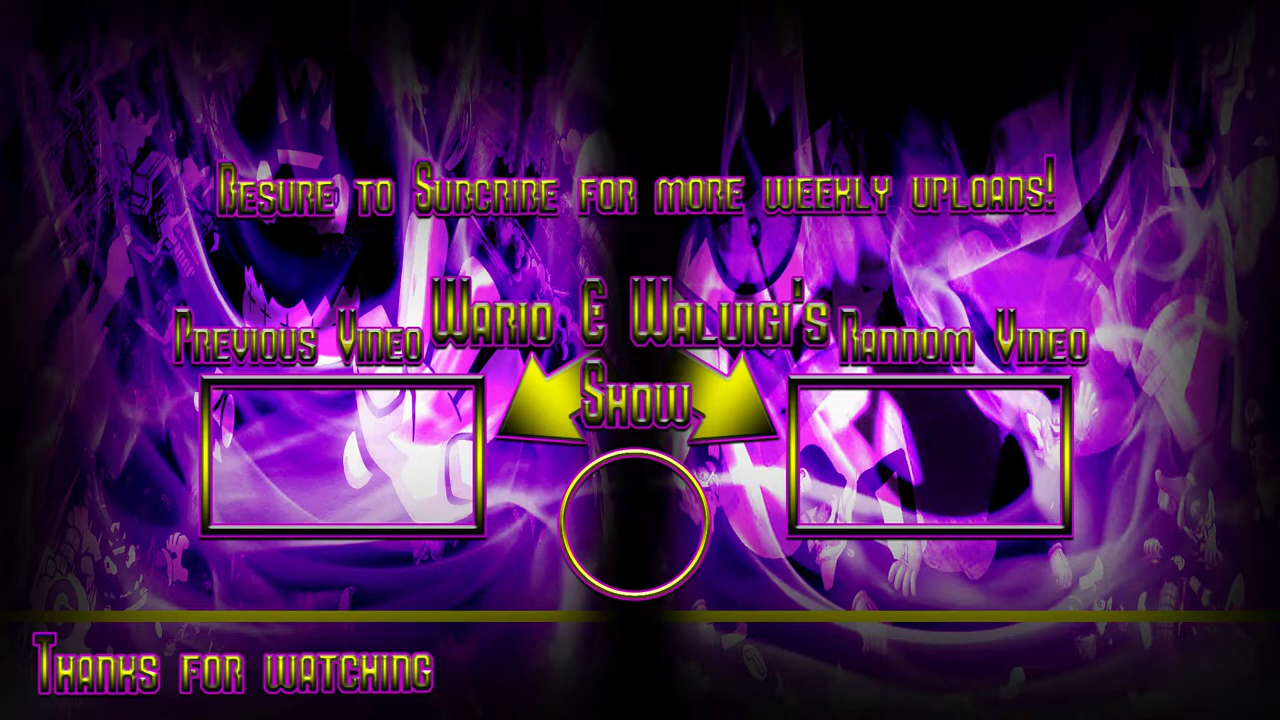 Besure to Subcribe for more weekly uploads!
Wario & Waluigi's
Show
Previous Video
Random Video
Thanks for watching